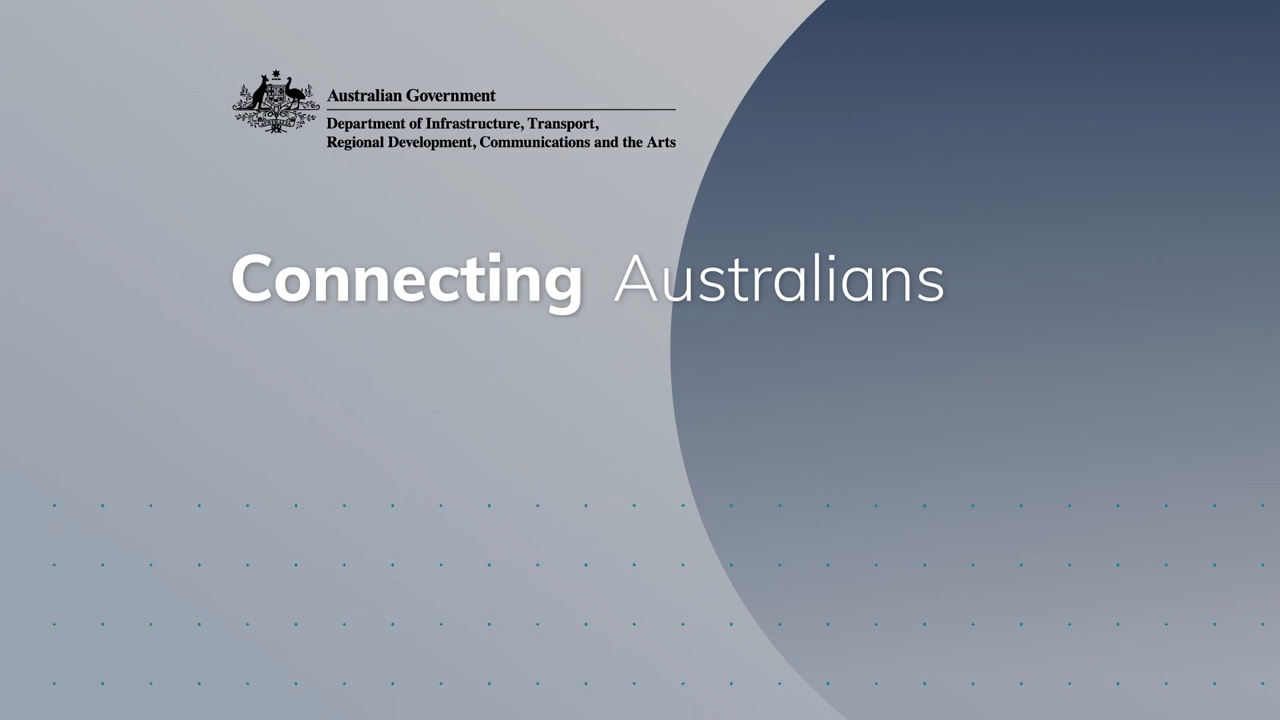 Australian Government
Department of Infrastructure, Transport,
Regional Development, Communications and the Arts
Connecting Australians